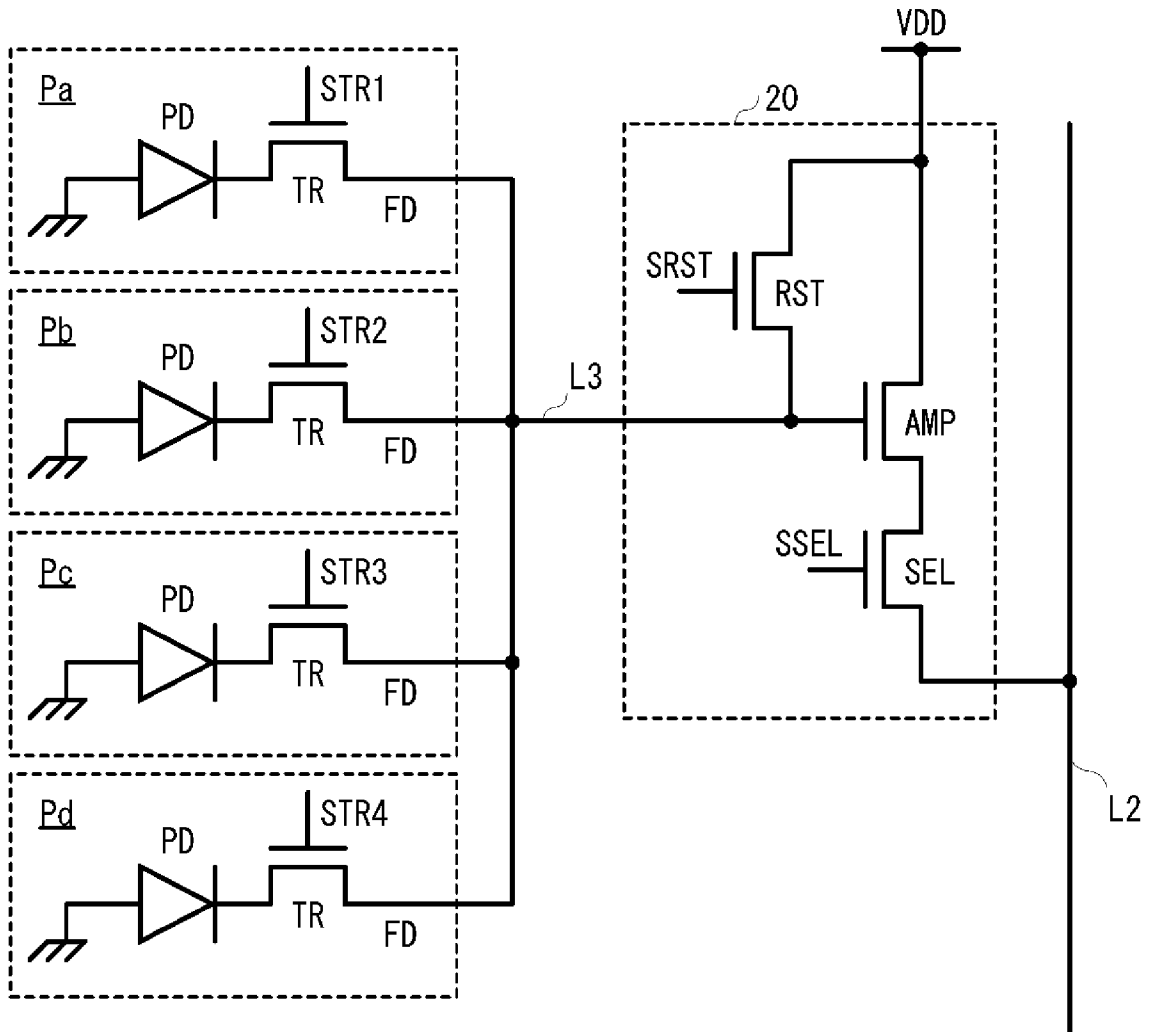 VDD
Pa
PD
STR1
TR
FD
20
SRST
RST
Pb
PD
STR2
TR
FD
L3
AMP
Pc
PD
STR3
TR
FD
SSEL
SEL
Pd
PD
STR4
TR
FD
L2